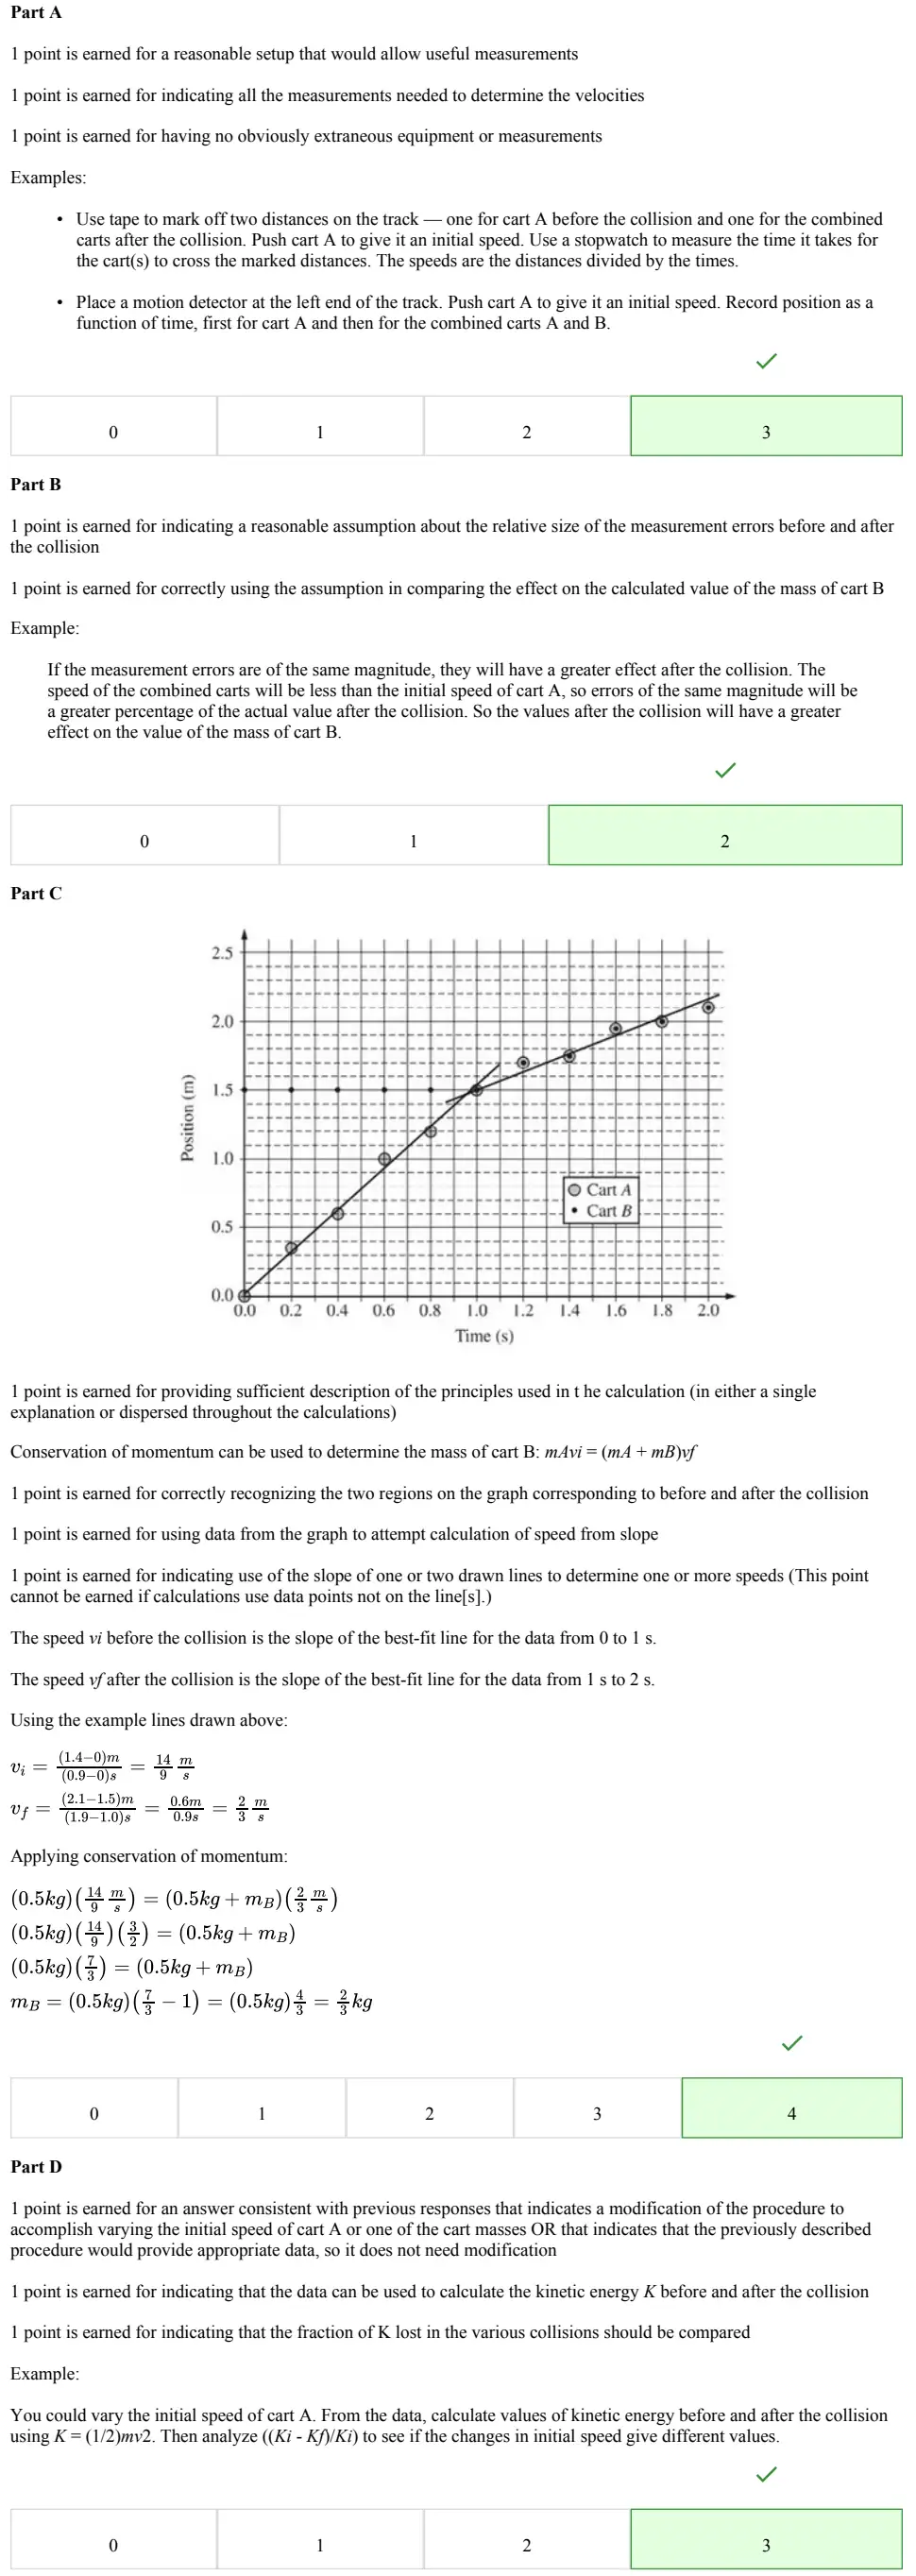 Part A
1 point is earned for a reasonable setup that would allow useful measurements
1 point is earned for indicating all the measurements needed to determine the velocities
1 point is earned for having no obviously extraneous equipment or measurements
Examples:
• Use tape to mark off two distances on the track — one for cart A before the collision and one for the combined
carts after the collision. Push cart A to give it an initial speed. Use a stopwatch to measure the time it takes for
the cart(s) to cross the marked distances. The speeds are the distances divided by the times.
• Place a motion detector at the left end of the track. Push cart A to give it an initial speed. Record position as a
function of time, first for cart A and then for the combined carts A and B.
✓
0 1 2 3
Part B
1 point is earned for indicating a reasonable assumption about the relative size of the measurement errors before and after
the collision
1 point is earned for correctly using the assumption in comparing the effect on the calculated value of the mass of cart B
Example:
If the measurement errors are of the same magnitude, they will have a greater effect after the collision. The
speed of the combined carts will be less than the initial speed of cart A, so errors of the same magnitude will be
a greater percentage of the actual value after the collision. So the values after the collision will have a greater
effect on the value of the mass of cart B.
✓
0 1 2
Part C
2.5
2.0
1.5
1.0
0.5
0.0
Position (m)
Cart A
Cart B
0.0 0.2 0.4 0.6 0.8 1.0 1.2 1.4 1.6 1.8 2.0
Time (s)
1 point is earned for providing sufficient description of the principles used in t he calculation (in either a single
explanation or dispersed throughout the calculations)
Conservation of momentum can be used to determine the mass of cart B: mAvi = (mA + mB)vf
1 point is earned for correctly recognizing the two regions on the graph corresponding to before and after the collision
1 point is earned for using data from the graph to attempt calculation of speed from slope
1 point is earned for indicating use of the slope of one or two drawn lines to determine one or more speeds (This point
cannot be earned if calculations use data points not on the line[s].)
The speed vi before the collision is the slope of the best-fit line for the data from 0 to 1 s.
The speed vf after the collision is the slope of the best-fit line for the data from 1 s to 2 s.
Using the example lines drawn above:
v_i = (1.4−0)m/(0.9−0)s = 14/9 m/s
v_f = (2.1−1.5)m/(1.9−1.0)s = 0.6m/0.9s = 2/3 m/s
Applying conservation of momentum:
(0.5kg)(14/9 m/s) = (0.5kg + m_B)(2/3 m/s)
(0.5kg)(14/9)(3/2) = (0.5kg + m_B)
(0.5kg)(7/3) = (0.5kg + m_B)
m_B = (0.5kg)(7/3 − 1) = (0.5kg)4/3 = 2/3 kg
✓
0 1 2 3 4
Part D
1 point is earned for an answer consistent with previous responses that indicates a modification of the procedure to
accomplish varying the initial speed of cart A or one of the cart masses OR that indicates that the previously described
procedure would provide appropriate data, so it does not need modification
1 point is earned for indicating that the data can be used to calculate the kinetic energy K before and after the collision
1 point is earned for indicating that the fraction of K lost in the various collisions should be compared
Example:
You could vary the initial speed of cart A. From the data, calculate values of kinetic energy before and after the collision
using K = (1/2)mv2. Then analyze ((Ki - Kf)/Ki) to see if the changes in initial speed give different values.
✓
0 1 2 3